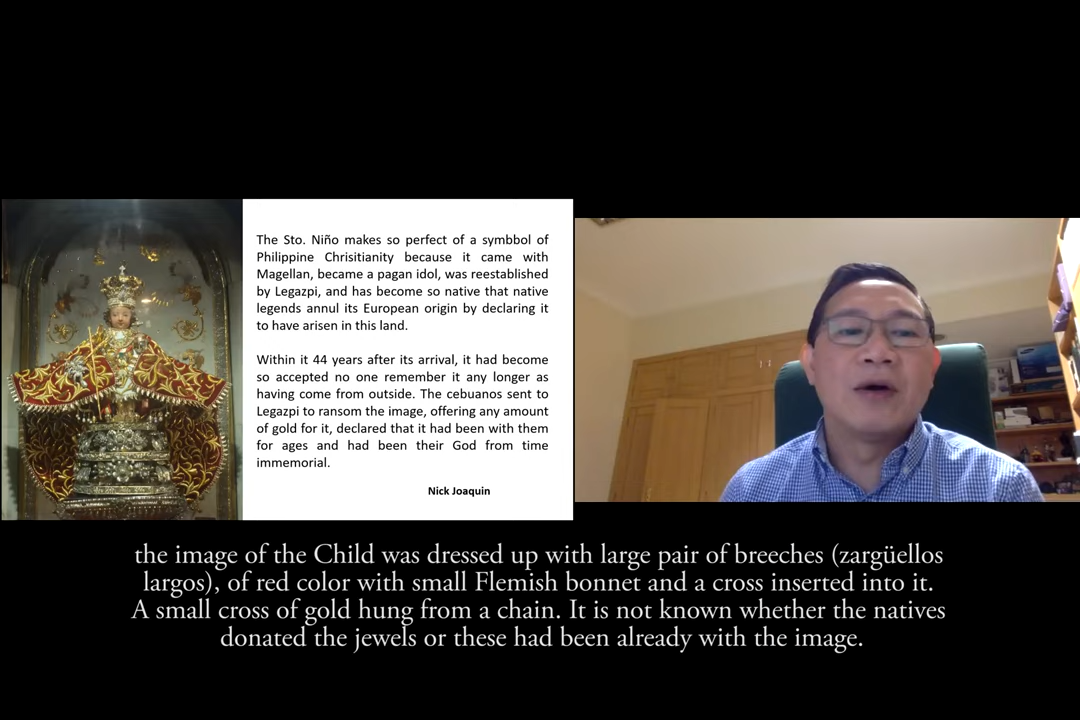 The Sto. Niño makes so perfect of a symbbol of
Philippine Chrisitianity because it came with
Magellan, became a pagan idol, was reestablished
by Legazpi, and has become so native that native
legends annul its European origin by declaring it
to have arisen in this land.
Within it 44 years after its arrival, it had become
so accepted no one remember it any longer as
having come from outside. The cebuanos sent to
Legazpi to ransom the image, offering any amount
of gold for it, declared that it had been with them
for ages and had been their God from time
immemorial.
Nick Joaquin
the image of the Child was dressed up with large pair of breeches (zargüellos
largos), of red color with small Flemish bonnet and a cross inserted into it.
A small cross of gold hung from a chain. It is not known whether the natives
donated the jewels or these had been already with the image.